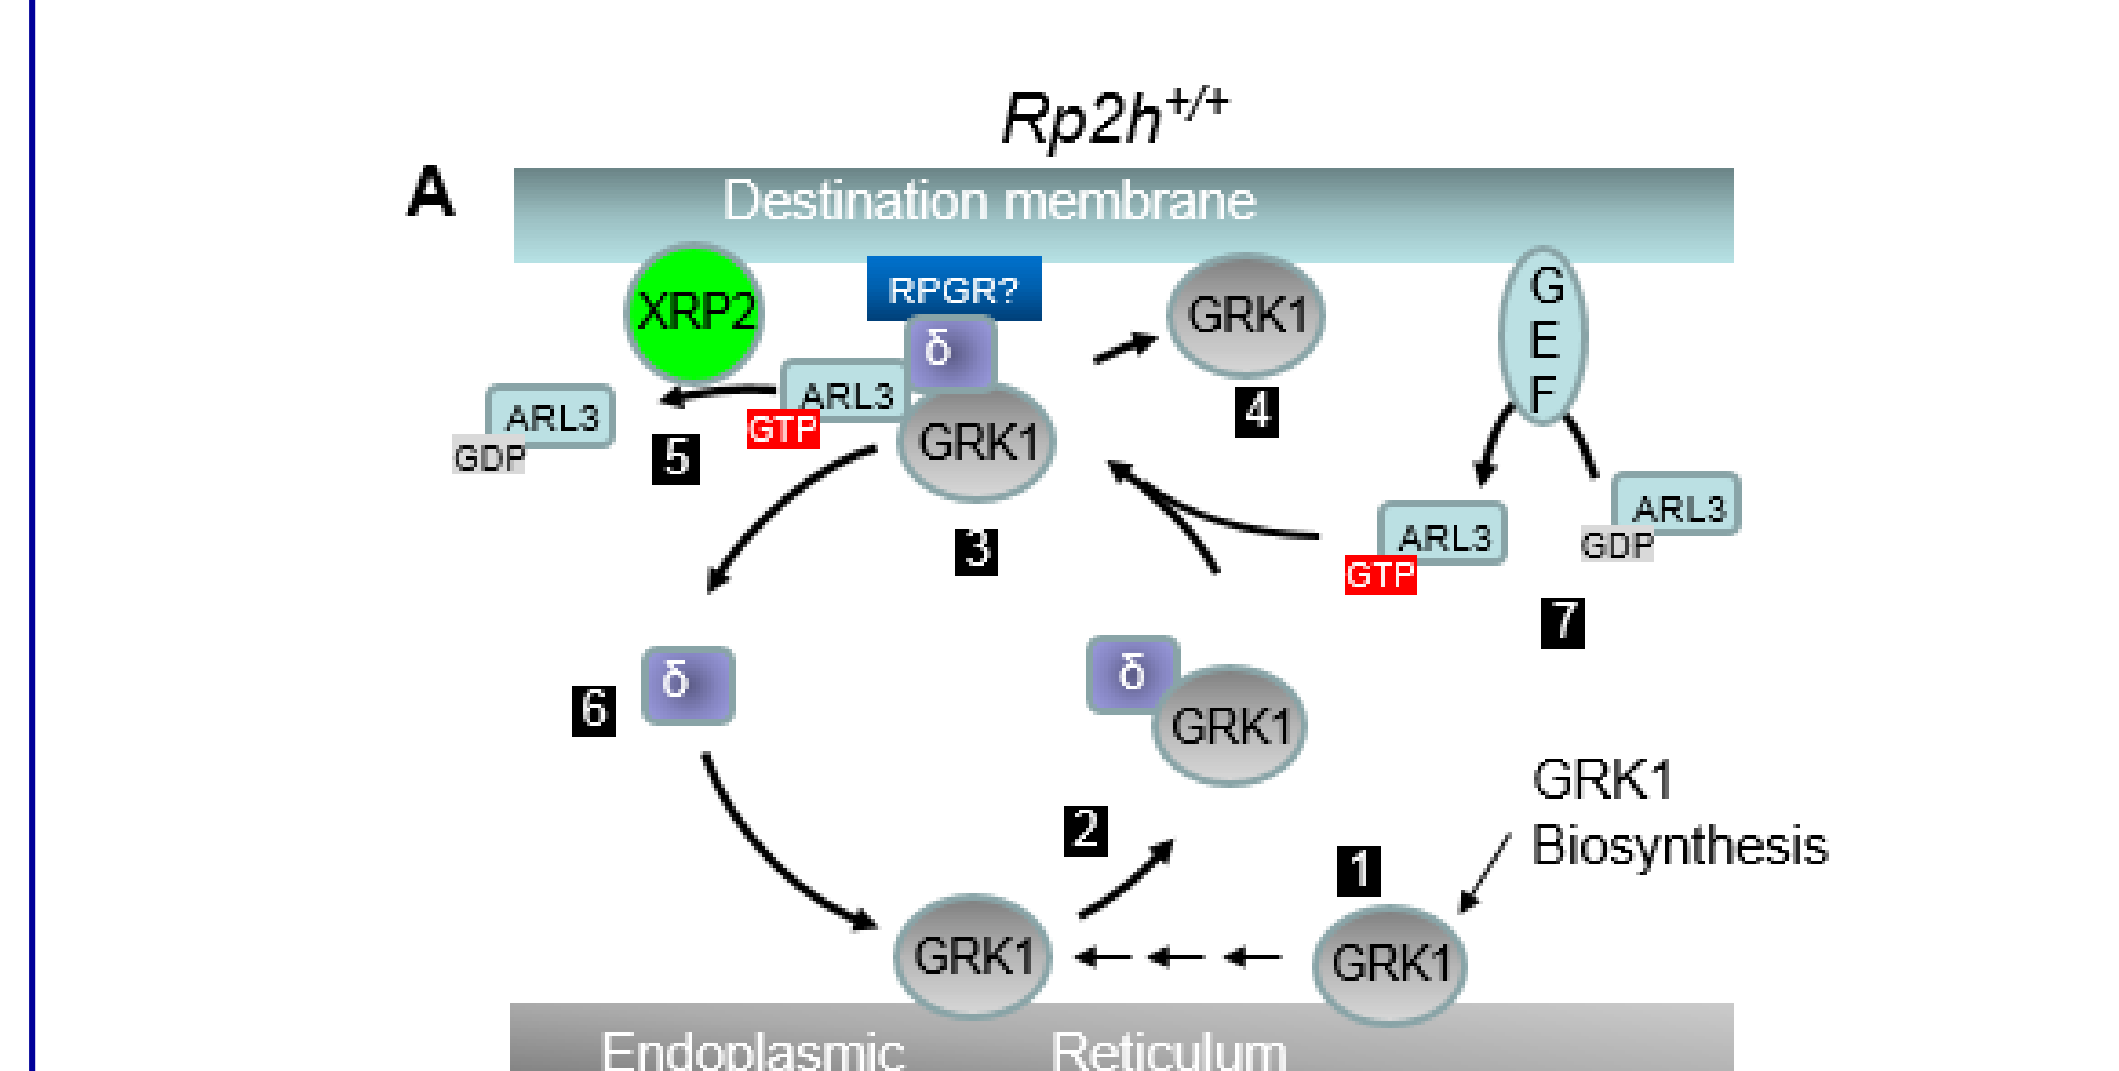 Rp2h+/+
A
Destination membrane
XRP2
RPGR?
GRK1
G
E
F
δ
ARL3
GTP
GRK1
ARL3
GDP
5
4
3
ARL3
GTP
ARL3
GDP
7
δ
6
δ
GRK1
2
1
GRK1
Biosynthesis
GRK1
GRK1
Endoplasmic Reticulum